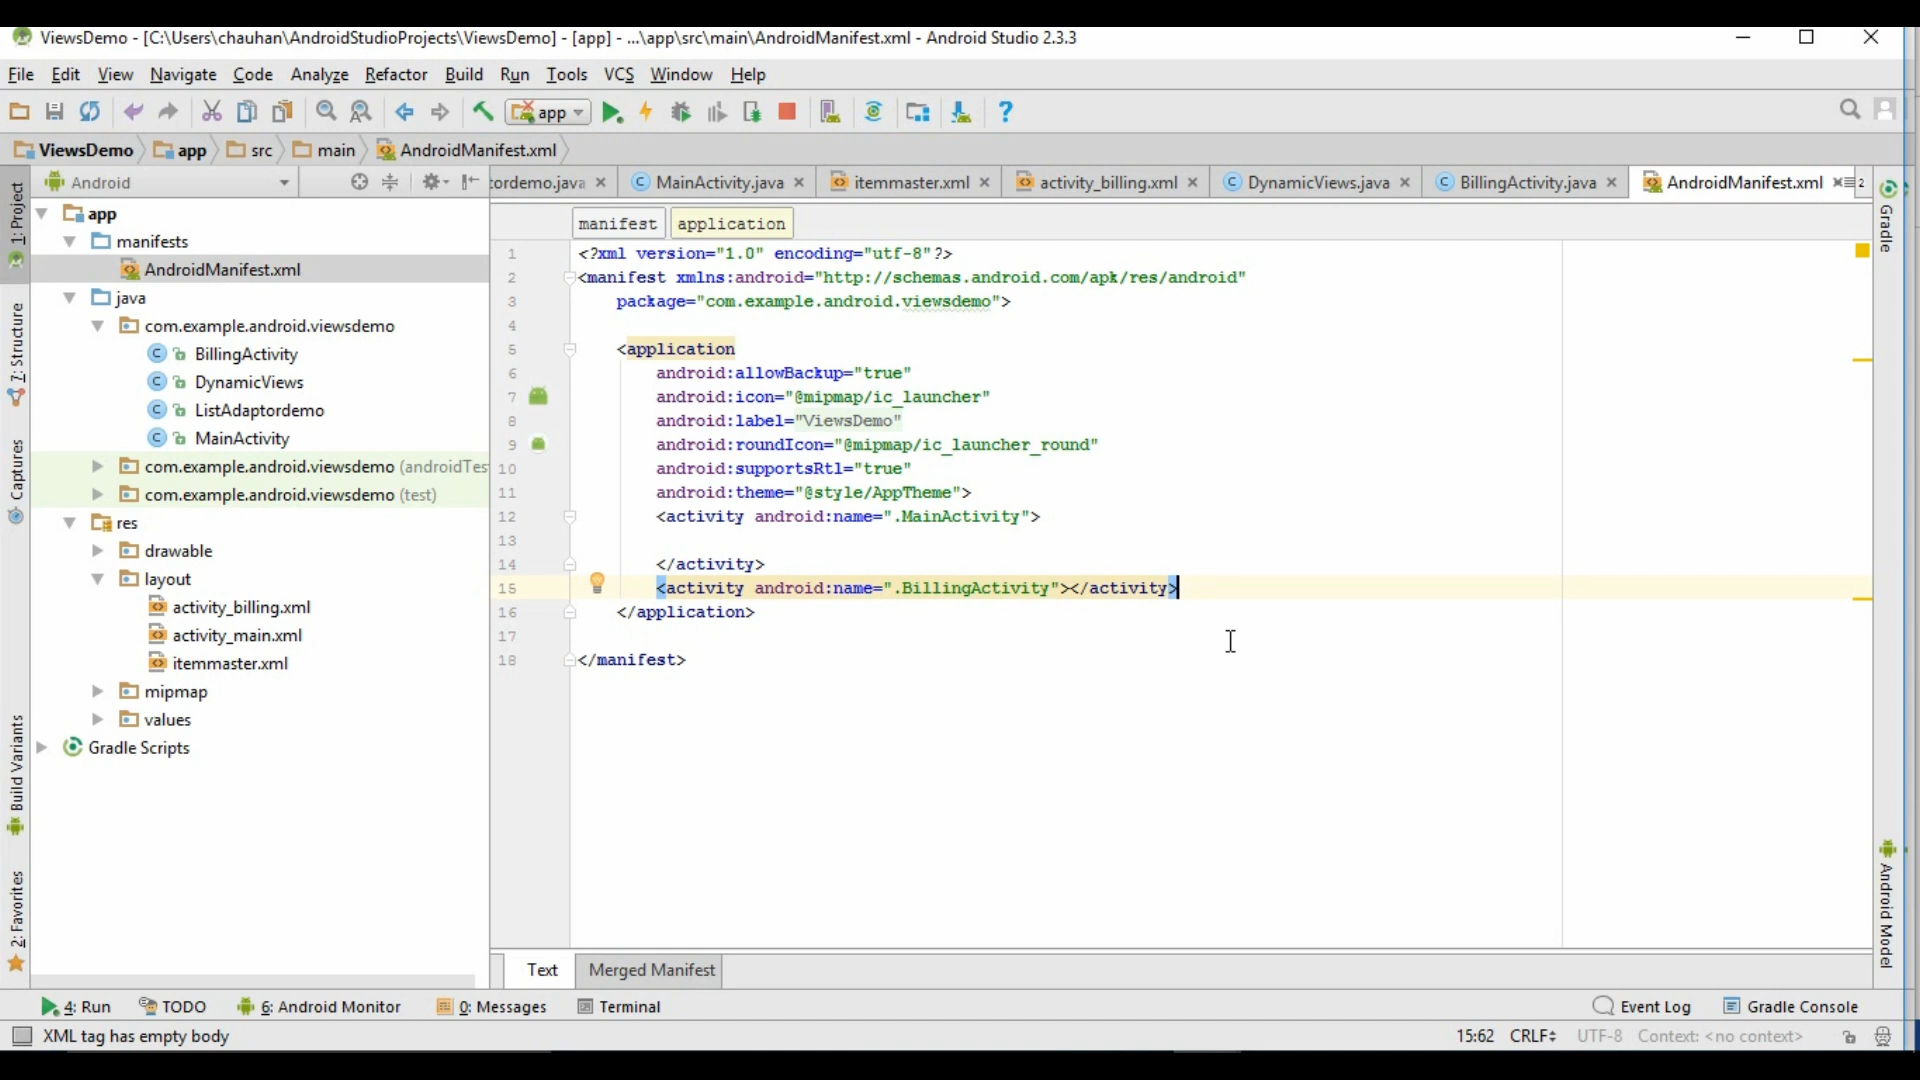 ViewsDemo - [C:\Users\chauhan\AndroidStudioProjects\ViewsDemo] - [app] - ...\app\src\main\AndroidManifest.xml - Android Studio 2.3.3
File Edit View Navigate Code Analyze Refactor Build Run Tools VCS Window Help
app
ViewsDemo app src main AndroidManifest.xml
Android
tordemo.java MainActivity.java itemmaster.xml activity_billing.xml DynamicViews.java BillingActivity.java AndroidManifest.xml 2
1: Project
7: Structure
Captures
Build Variants
2: Favorites
app
manifests
AndroidManifest.xml
java
com.example.android.viewsdemo
BillingActivity
DynamicViews
ListAdaptordemo
MainActivity
com.example.android.viewsdemo (androidTes
com.example.android.viewsdemo (test)
res
drawable
layout
activity_billing.xml
activity_main.xml
itemmaster.xml
mipmap
values
Gradle Scripts
manifest application
1 <?xml version="1.0" encoding="utf-8"?>
2 <manifest xmlns:android="http://schemas.android.com/apk/res/android"
3 package="com.example.android.viewsdemo">
4
5 <application
6 android:allowBackup="true"
7 android:icon="@mipmap/ic_launcher"
8 android:label="ViewsDemo"
9 android:roundIcon="@mipmap/ic_launcher_round"
10 android:supportsRtl="true"
11 android:theme="@style/AppTheme">
12 <activity android:name=".MainActivity">
13
14 </activity>
15 <activity android:name=".BillingActivity"></activity>
16 </application>
17
18 </manifest>
Gradle
Android Model
Text Merged Manifest
4: Run TODO 6: Android Monitor 0: Messages Terminal Event Log Gradle Console
XML tag has empty body 15:62 CRLF UTF-8 Context: <no context>